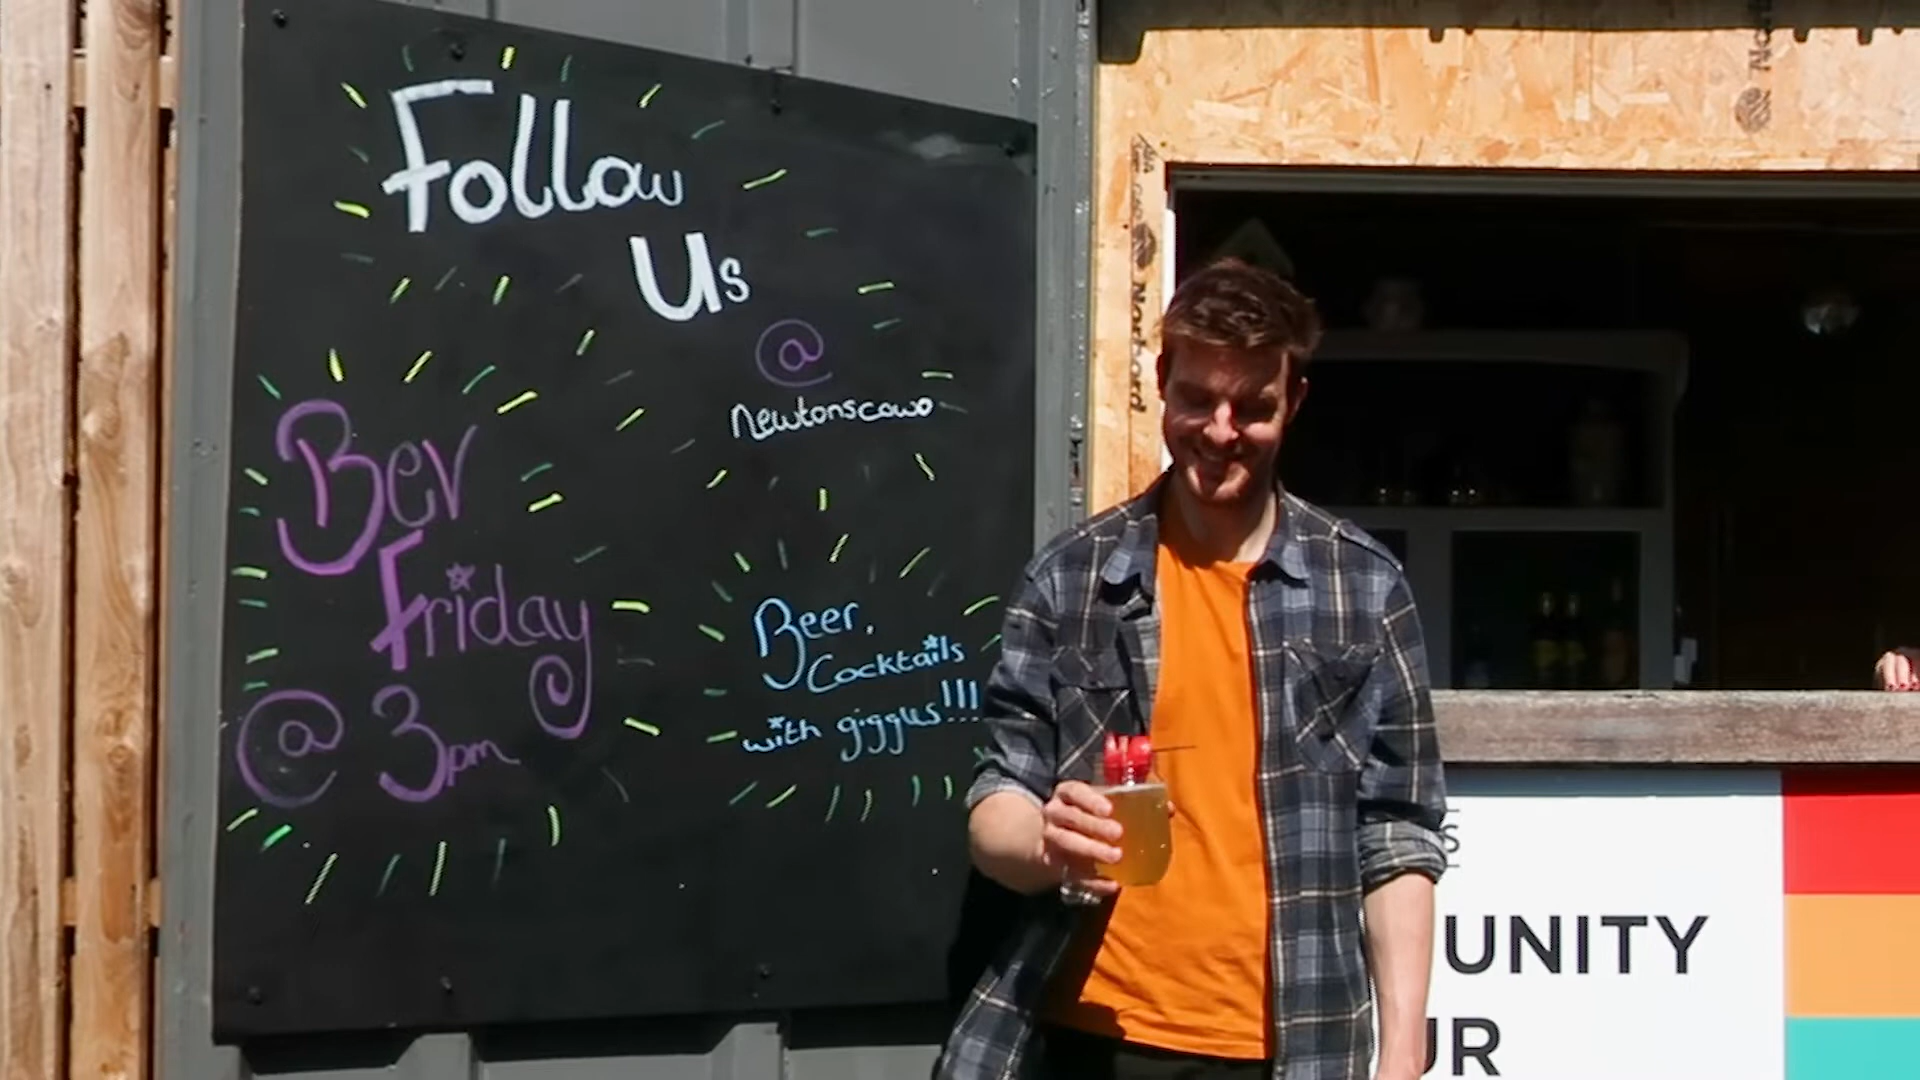 Follow
Us
@
Newtonscowo
Bev
Friday
@ 3pm
Beer,
Cocktails
with giggles!!!
Norbord
S
UNITY
UR